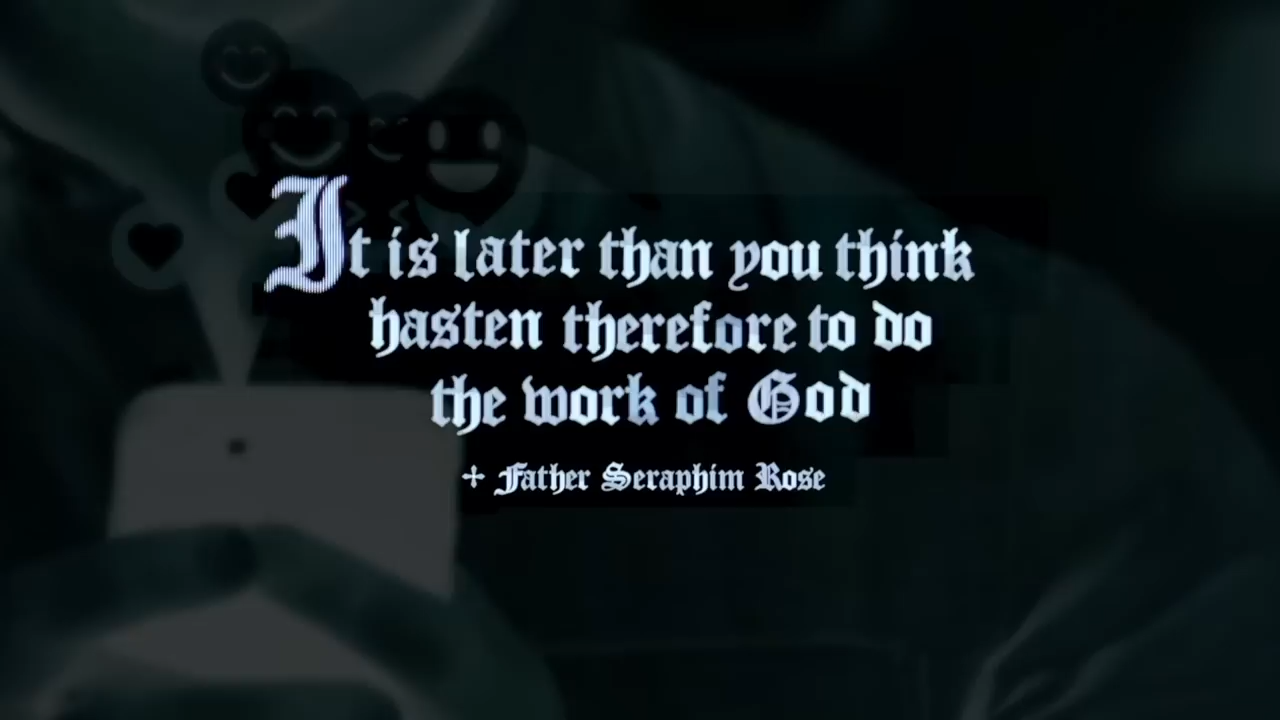 It is later than you think
hasten therefore to do
the work of God
+ Father Seraphim Rose